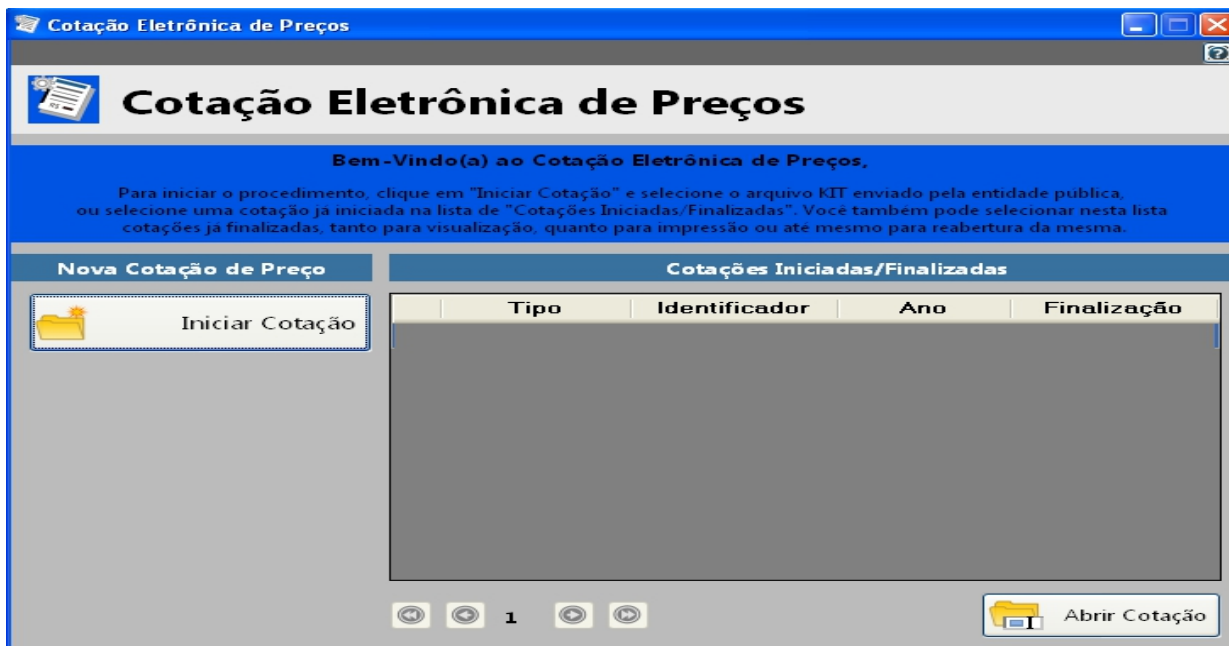 Cotação Eletrônica de Preços
Cotação Eletrônica de Preços
Bem-Vindo(a) ao Cotação Eletrônica de Preços,
Para iniciar o procedimento, clique em "Iniciar Cotação" e selecione o arquivo KIT enviado pela entidade publica,
ou selecione uma cotação já iniciada na lista de "Cotações Iniciadas/Finalizadas". Você também pode selecionar nesta lista
cotações já finalizadas, tanto para visualização, quanto para impressão ou até mesmo para reabertura da mesma.
Nova Cotação de Preço
Cotações Iniciadas/Finalizadas
Iniciar Cotação
Tipo Identificador Ano Finalização
1
Abrir Cotação